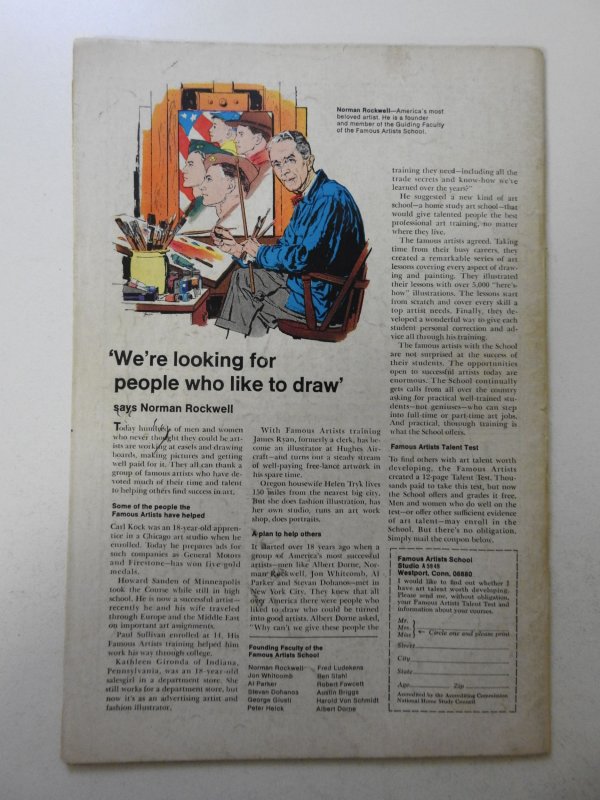 Norman Rockwell—America's most
beloved artist. He is a founder
and member of the Guiding Faculty
of the Famous Artists School.
'We're looking for
people who like to draw'
says Norman Rockwell
Today hundreds of men and women
who never thought they could be art-
ists are working at easels and drawing
boards, making pictures and getting
well paid for it. They all can thank a
group of famous artists who have de-
voted much of their time and talent
to helping others find success in art.
Some of the people the
Famous Artists have helped
Carl Kock was an 18-year-old appren-
tice in a Chicago art studio when he
enrolled. Today he prepares ads for
such companies as General Motors
and Firestone—has won five gold
medals.
Howard Sanden of Minneapolis
took the Course while still in high
school. He is now a successful artist—
recently he and his wife traveled
through Europe and the Middle East
on important art assignments.
Paul Sullivan enrolled at 14. His
Famous Artists training helped him
work his way through college.
Kathleen Gironda of Indiana,
Pennsylvania, was an 18-year-old
salesgirl in a department store. She
still works for a department store, but
now it's as an advertising artist and
fashion illustrator.
With Famous Artists training
James Ryan, formerly a clerk, has be-
come an illustrator at Hughes Air-
craft—and turns out a steady stream
of well-paying free-lance artwork in
his spare time.
Oregon housewife Helen Tryk lives
150 miles from the nearest big city.
But she does fashion illustration, has
her own studio, runs an art work
shop, does portraits.
A plan to help others
It started over 18 years ago when a
group of America's most successful
artists—men like Albert Dorne, Nor-
man Rockwell, Jon Whitcomb, Al
Parker and Stevan Dohanos—met in
New York City. They knew that all
over America there were people who
liked to draw who could be turned
into good artists. Albert Dorne asked,
"Why can't we give these people the
Founding Faculty of the
Famous Artists School
Norman Rockwell Fred Ludekens
Jon Whitcomb Ben Stahl
Al Parker Robert Fawcett
Stevan Dohanos Austin Briggs
George Giusti Harold Von Schmidt
Peter Helck Albert Dorne
training they need—including all the
trade secrets and know-how we've
learned over the years?"
He suggested a new kind of art
school—a home study art school—that
would give talented people the best
professional art training, no matter
where they live.
The famous artists agreed. Taking
time from their busy careers, they
created a remarkable series of art
lessons covering every aspect of draw-
ing and painting. They illustrated
their lessons with over 5,000 "here's
how" illustrations. The lessons start
from scratch and cover every skill a
top artist needs. Finally, they de-
veloped a wonderful way to give each
student personal correction and ad-
vice all through his training.
The famous artists with the School
are not surprised at the success of
their students. The opportunities
open to successful artists today are
enormous. The School continually
gets calls from all over the country
asking for practical well-trained stu-
dents—not geniuses—who can step
into full-time or part-time art jobs.
And practical, thorough training is
what the School offers.
Famous Artists Talent Test
To find others with art talent worth
developing, the Famous Artists
created a 12-page Talent Test. Thou-
sands paid to take this test, but now
the School offers and grades it free.
Men and women who do well on the
test—or offer other sufficient evidence
of art talent—may enroll in the
School. But there's no obligation.
Simply mail the coupon below.
Famous Artists School
Studio A5948
Westport, Conn. 06880
I would like to find out whether I
have art talent worth developing.
Please send me, without obligation,
your Famous Artists Talent Test and
information about your courses.
Mr.
Mrs.
Miss ← Circle one and please print
Street
City
State
Age Zip
Accredited by the Accrediting Commission
National Home Study Council